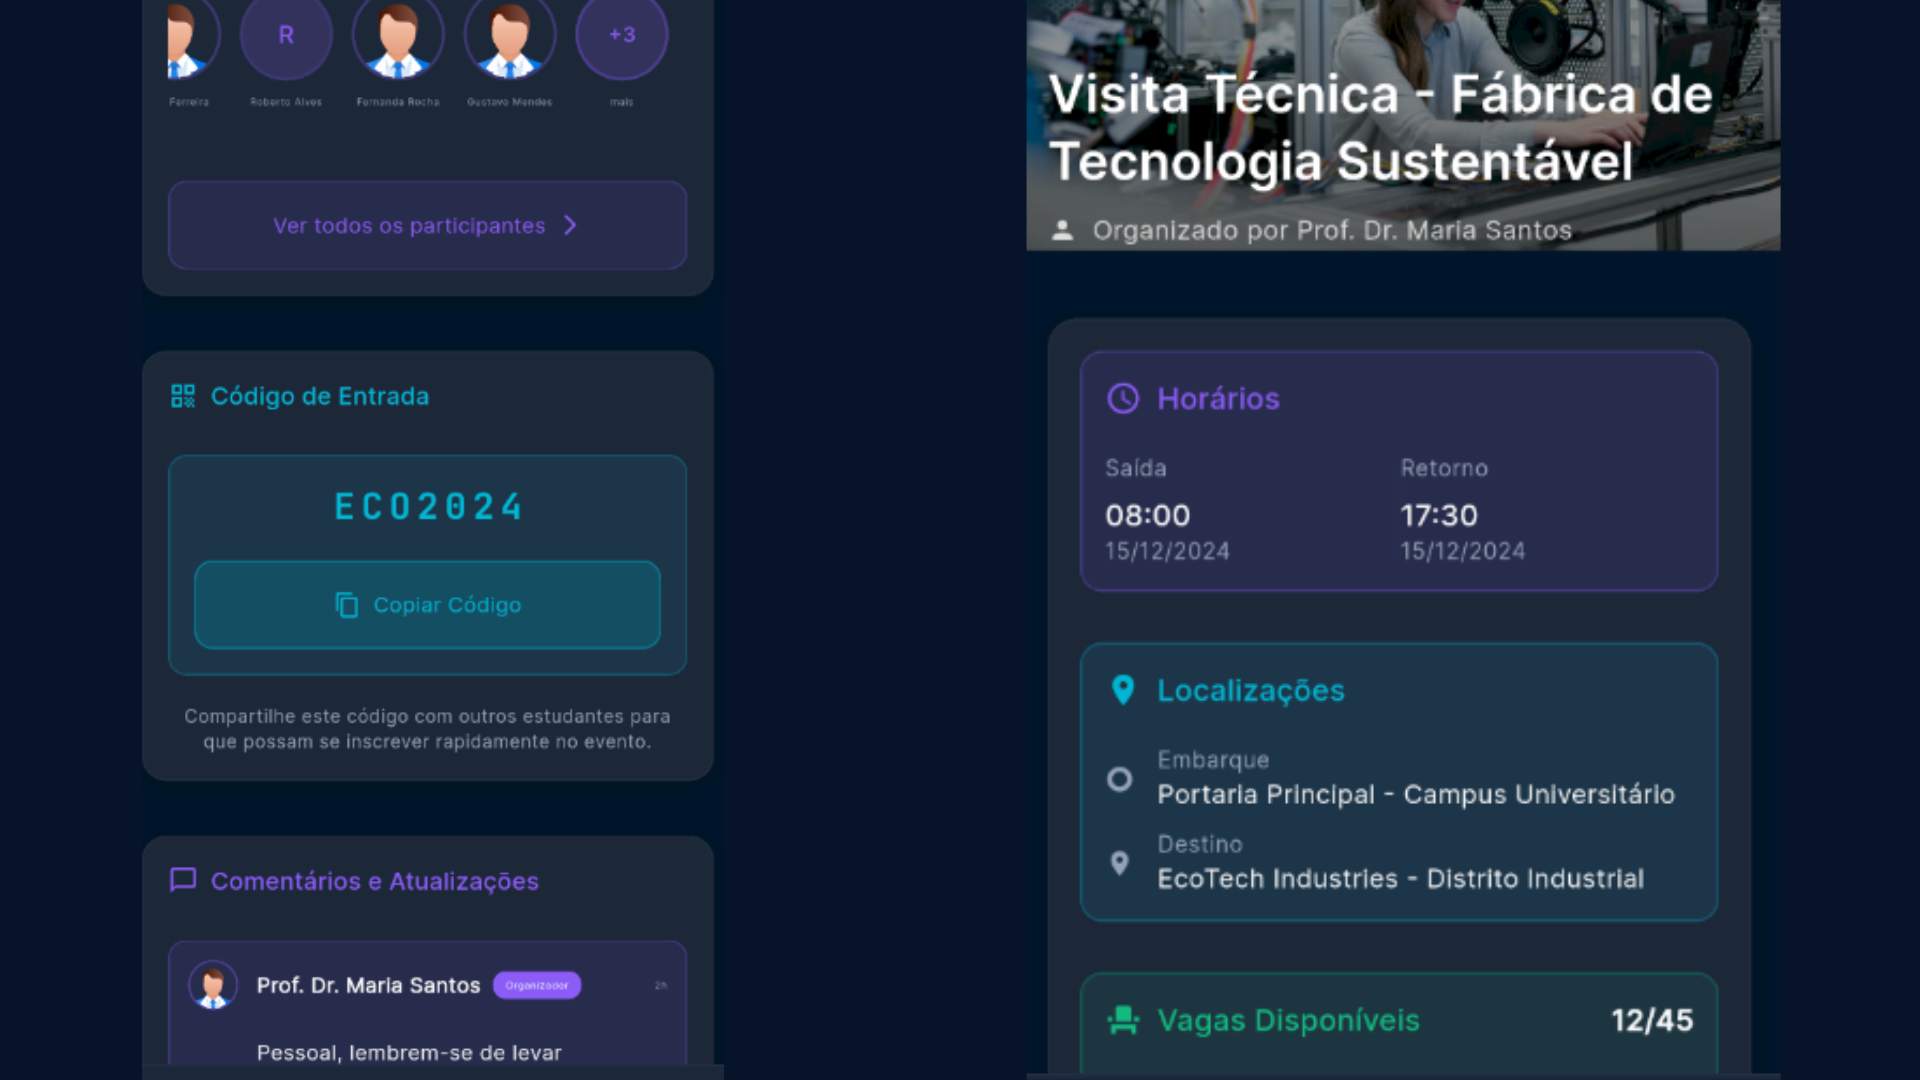 R
+3
Ferreira
Roberto Alves
Fernanda Rocha
Gustavo Mendes
mais
Ver todos os participantes
Código de Entrada
ECO2024
Copiar Código
Compartilhe este código com outros estudantes para
que possam se inscrever rapidamente no evento.
Comentários e Atualizações
Prof. Dr. Maria Santos
Organizador
2h
Pessoal, lembrem-se de levar
Visita Técnica - Fábrica de
Tecnologia Sustentável
Organizado por Prof. Dr. Maria Santos
Horários
Saída
Retorno
08:00
17:30
15/12/2024
15/12/2024
Localizações
Embarque
Portaria Principal - Campus Universitário
Destino
EcoTech Industries - Distrito Industrial
Vagas Disponíveis
12/45